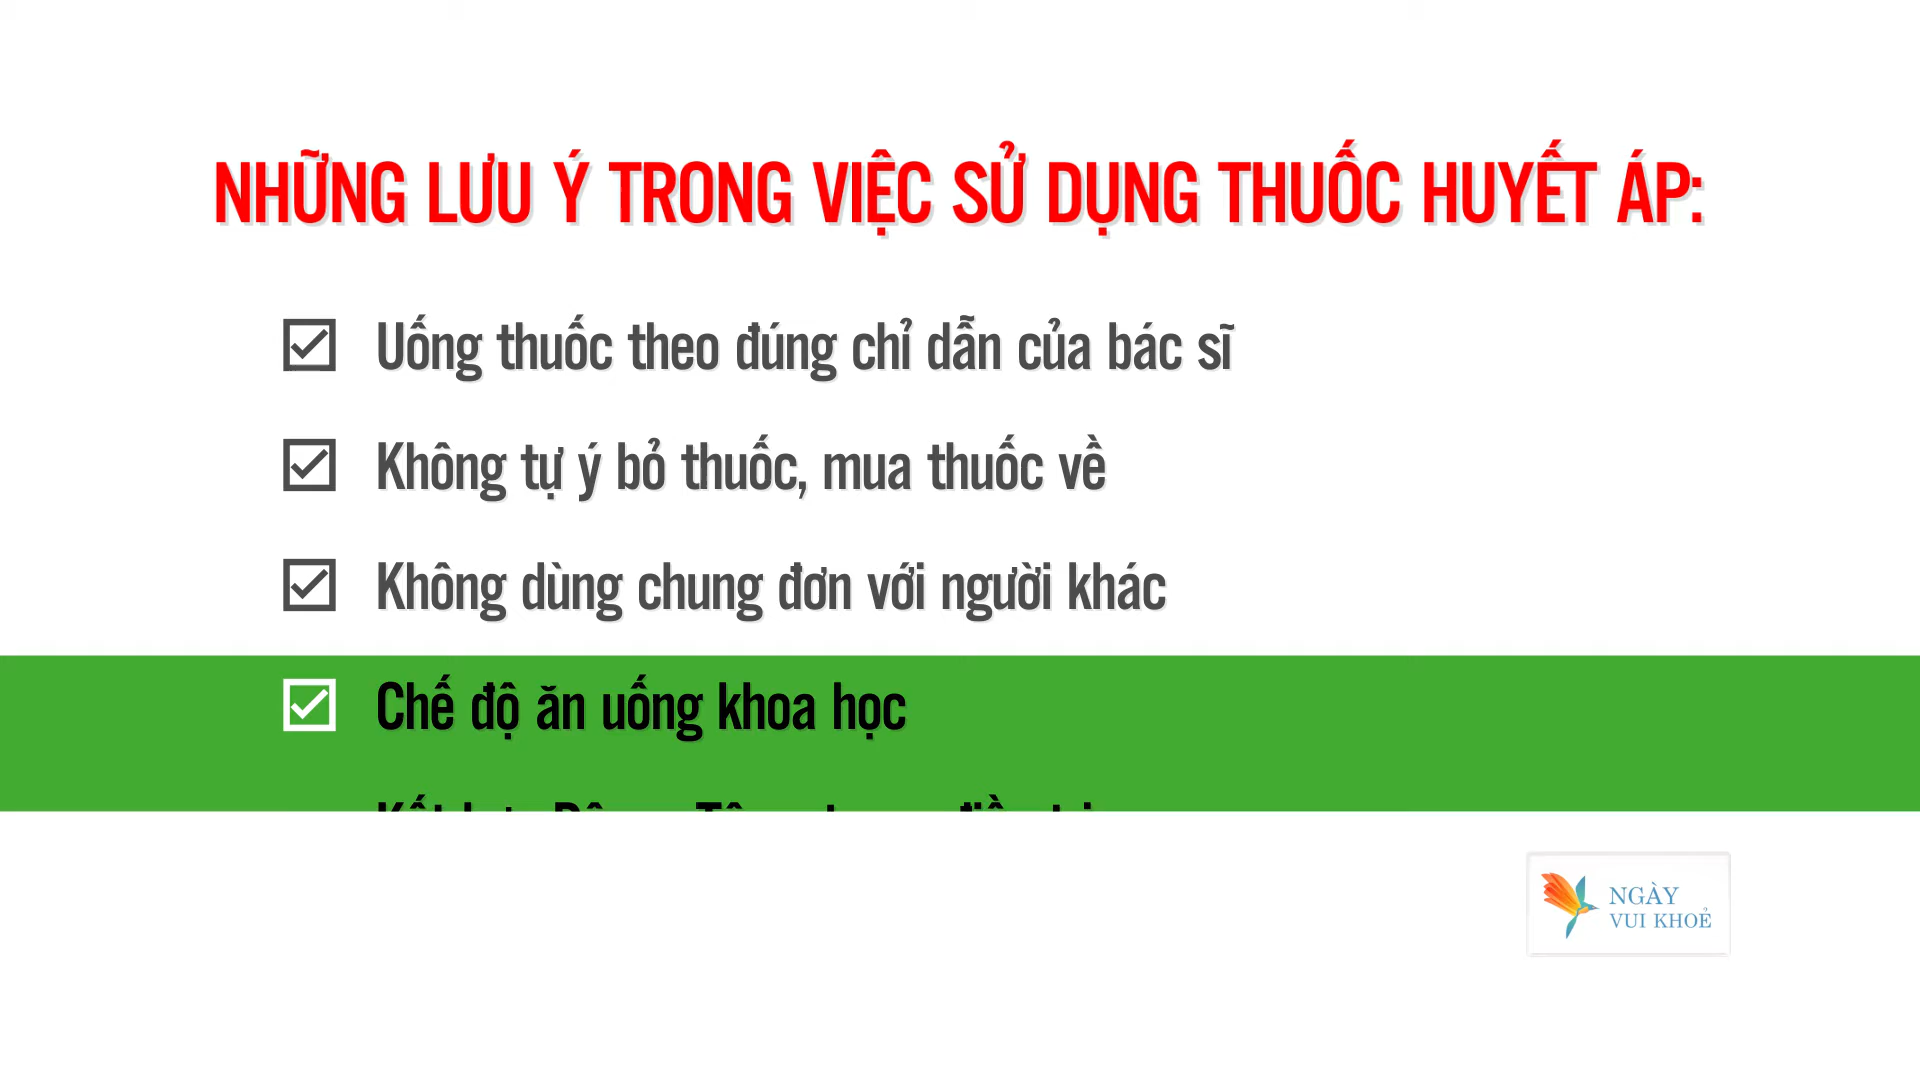 NHỮNG LƯU Ý TRONG VIỆC SỬ DỤNG THUỐC HUYẾT ÁP:
Uống thuốc theo đúng chỉ dẫn của bác sĩ
Không tự ý bỏ thuốc, mua thuốc về
Không dùng chung đơn với người khác
Chế độ ăn uống khoa học
NGÀY
VUI KHOẺ